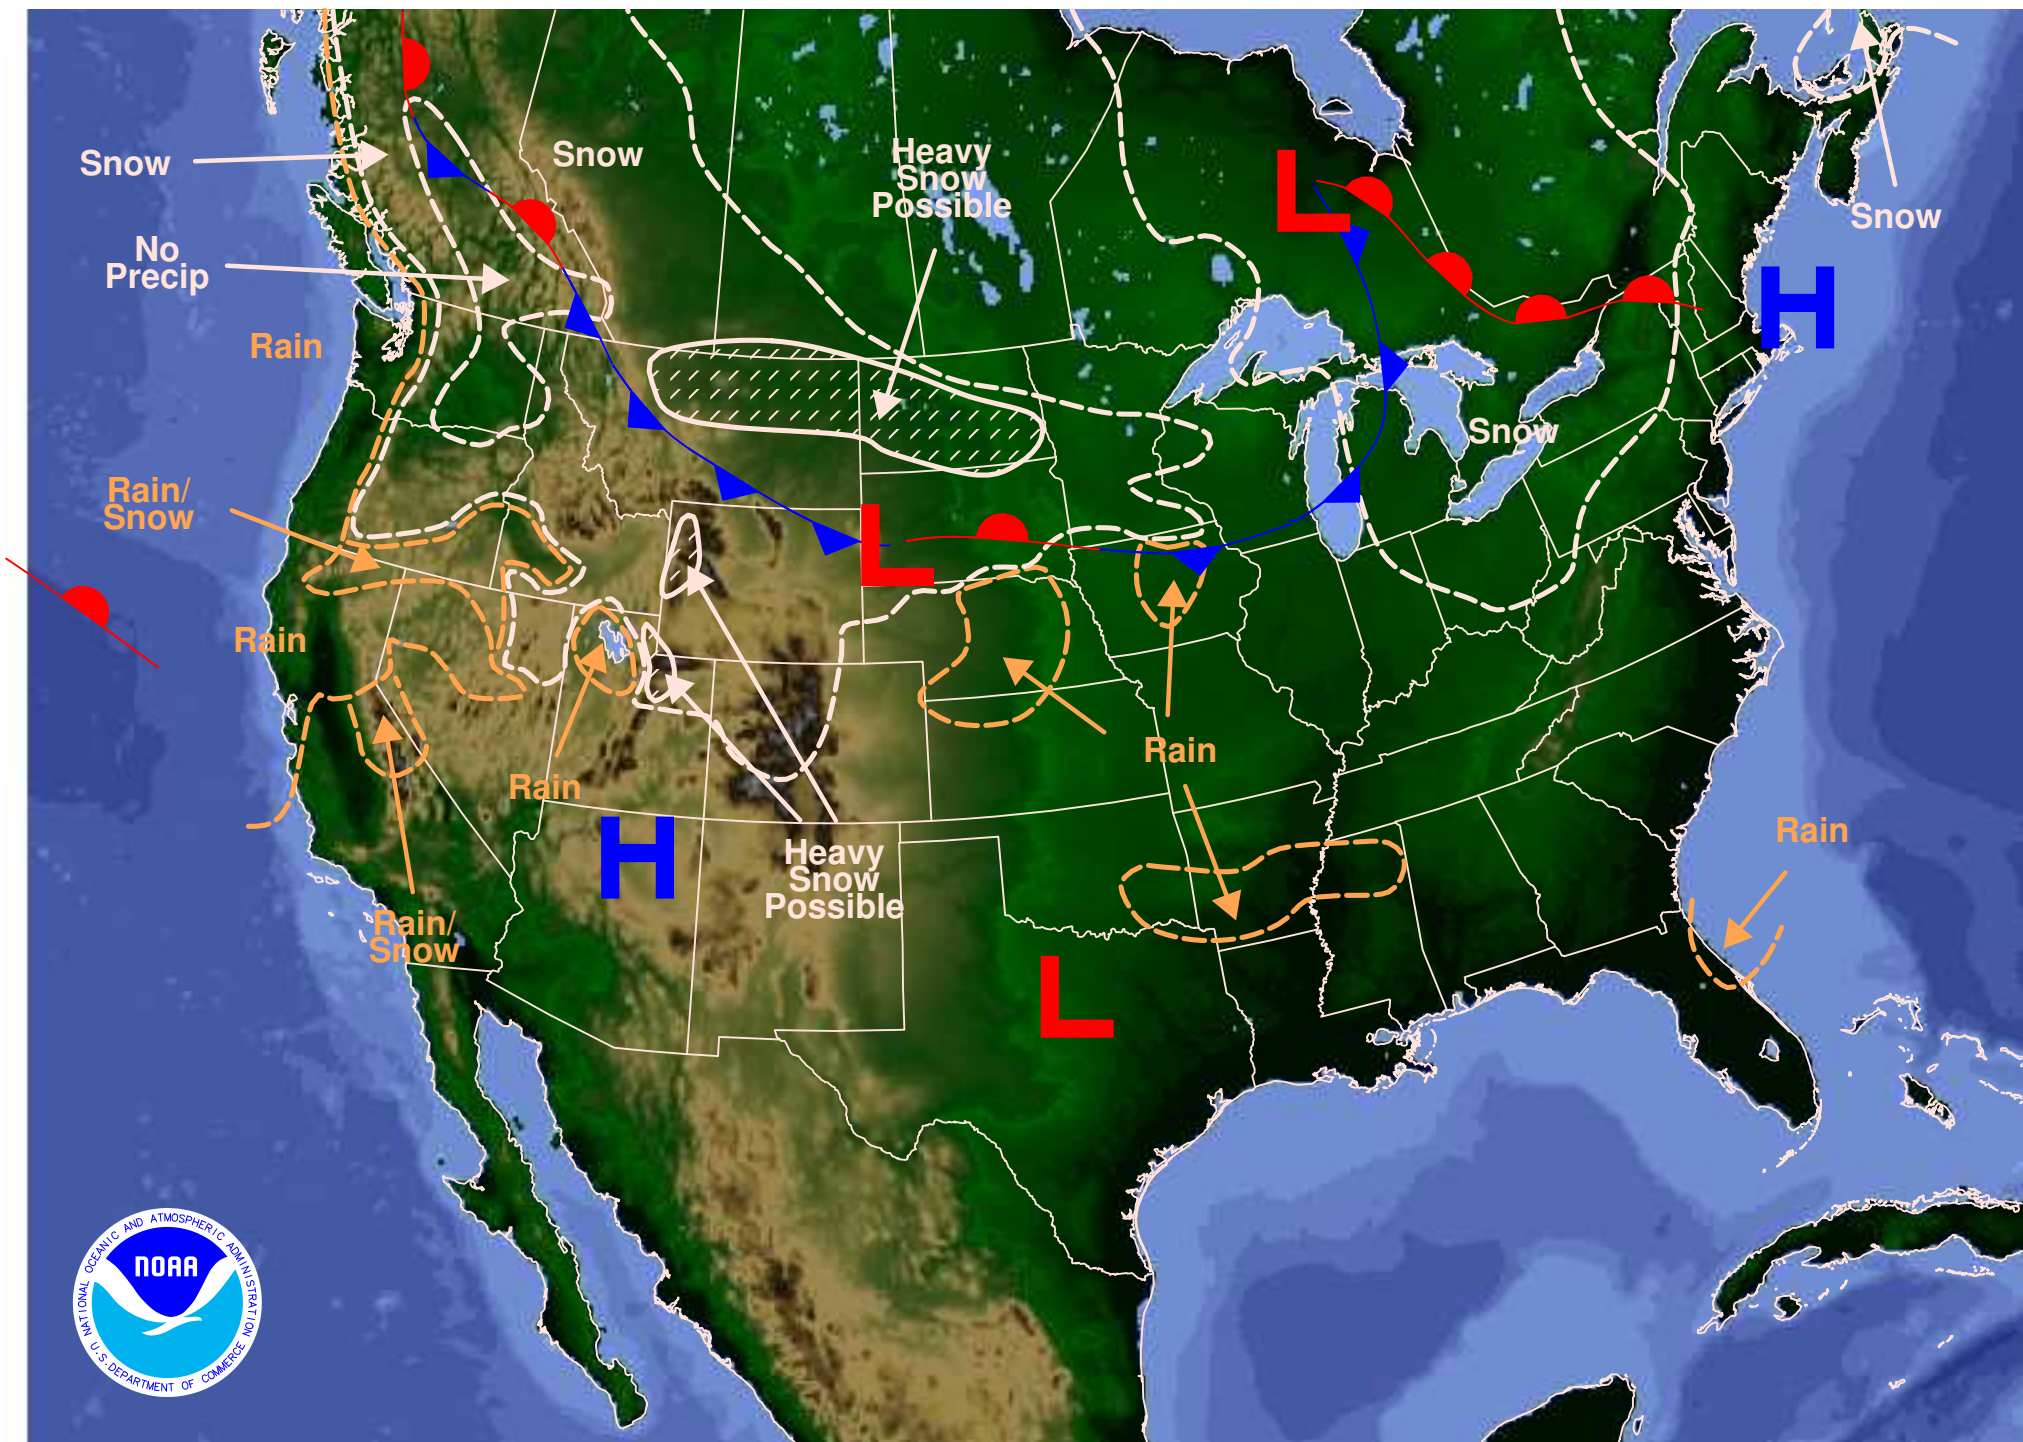 Snow
Snow
Heavy
Snow
Possible
L
Snow
No
Precip
H
Rain
Snow
Rain/
Snow
L
Rain
Rain
Rain
H
Rain
Heavy
Snow
Possible
Rain/
Snow
L
NATIONAL OCEANIC AND ATMOSPHERIC ADMINISTRATION
NOAA
U.S. DEPARTMENT OF COMMERCE